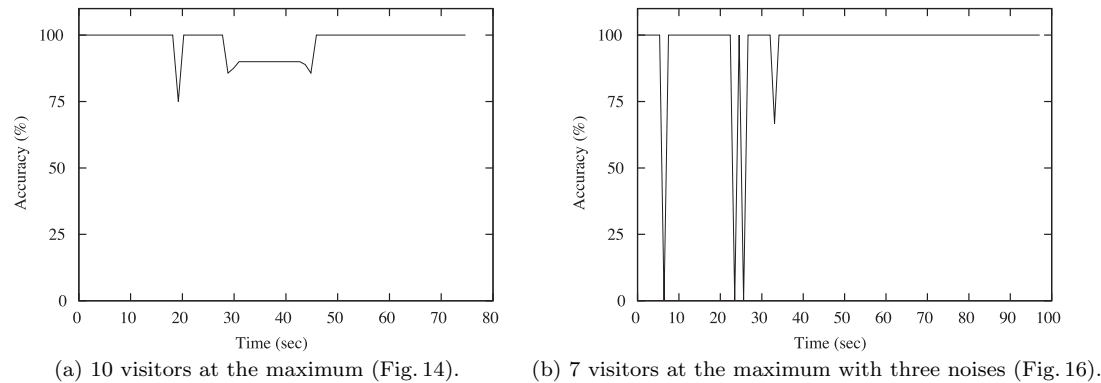 100
75
50
25
0
Accuracy (%)
0 10 20 30 40 50 60 70 80
Time (sec)
(a) 10 visitors at the maximum (Fig. 14).
100
75
50
25
0
Accuracy (%)
0 10 20 30 40 50 60 70 80 90 100
Time (sec)
(b) 7 visitors at the maximum with three noises (Fig. 16).